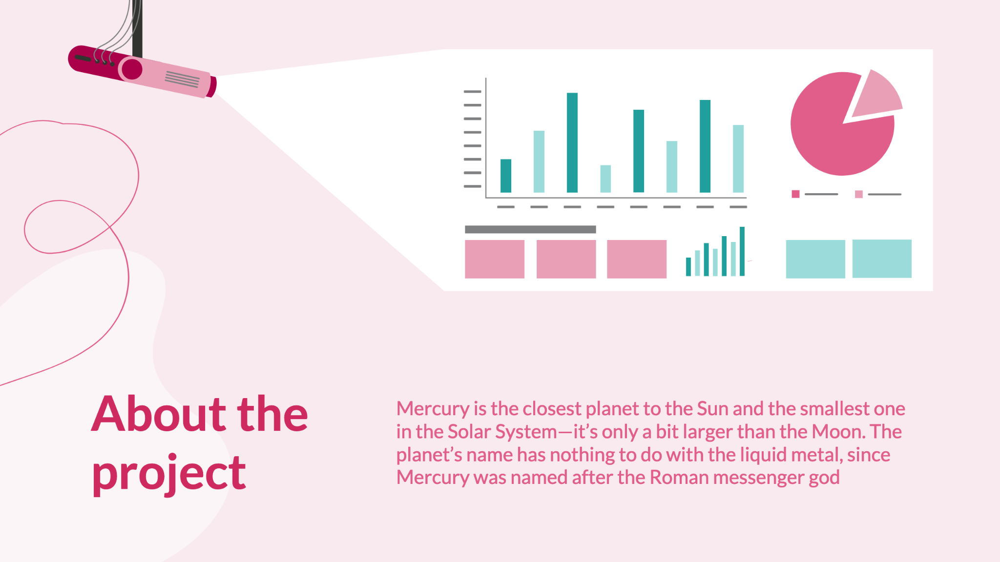 About the
project
Mercury is the closest planet to the Sun and the smallest one
in the Solar System—it’s only a bit larger than the Moon. The
planet’s name has nothing to do with the liquid metal, since
Mercury was named after the Roman messenger god